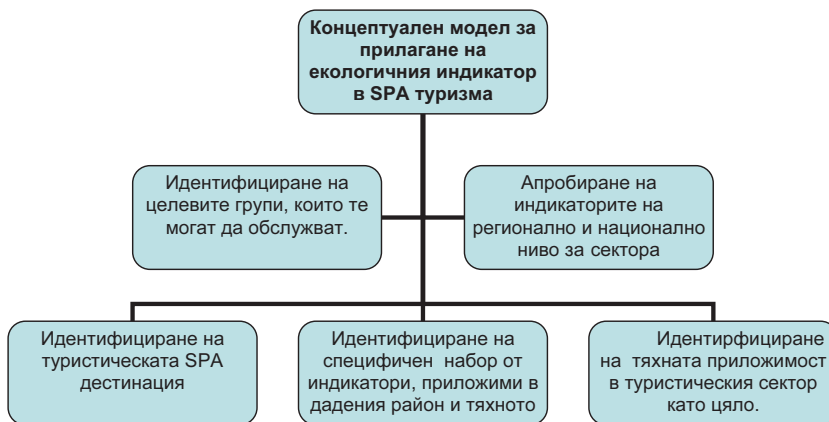 Концептуален модел за
прилагане на
екологичния индикатор
в SPA туризма
Идентифициране на
целевите групи, които те
могат да обслужват.
Апробиране на
индикаторите на
регионално и национално
ниво за сектора
Идентифициране на
туристическата SPA
дестинация
Идентифициране на
специфичен набор от
индикатори, приложими в
дадения район и тяхното
Идентирфициране
на тяхната приложимост
в туристическия сектор
като цяло.